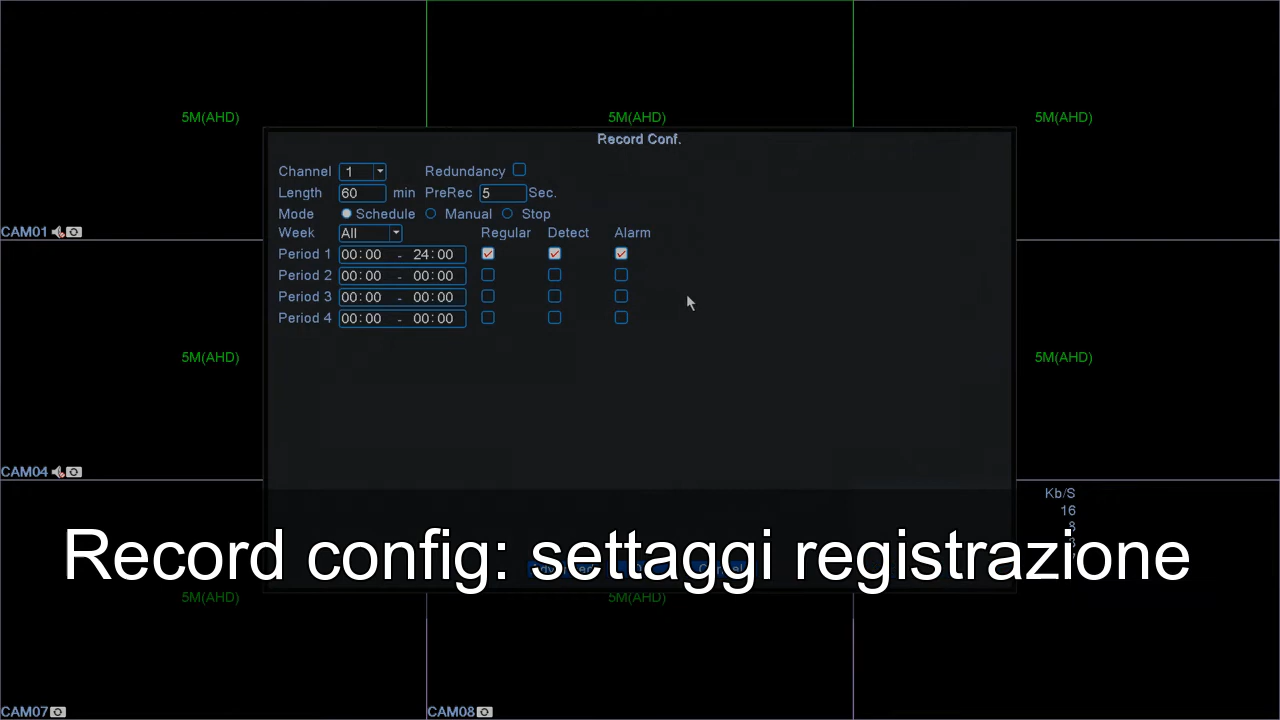 5M(AHD) 5M(AHD) 5M(AHD)
Record Conf.
Channel 1 Redundancy
Length 60 min PreRec 5 Sec.
Mode Schedule Manual Stop
CAM01
Week All Regular Detect Alarm
Period 1 00:00 - 24:00
Period 2 00:00 - 00:00
Period 3 00:00 - 00:00
Period 4 00:00 - 00:00
5M(AHD) 5M(AHD)
CAM04
Kb/S
16
8
Record config: settaggi registrazione
5M(AHD) 5M(AHD)
CAM07 CAM08